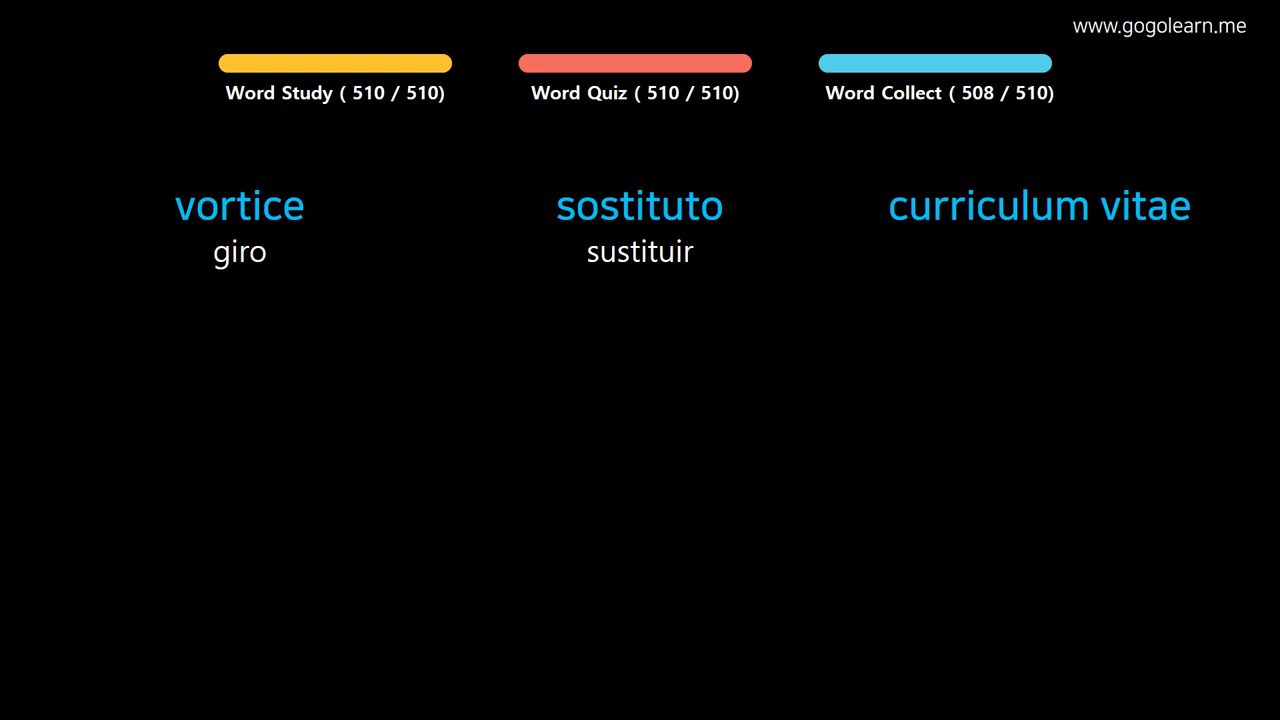 www.gogolearn.me
Word Study ( 510 / 510)
Word Quiz ( 510 / 510)
Word Collect ( 508 / 510)
vortice
giro
sostituto
sustituir
curriculum vitae